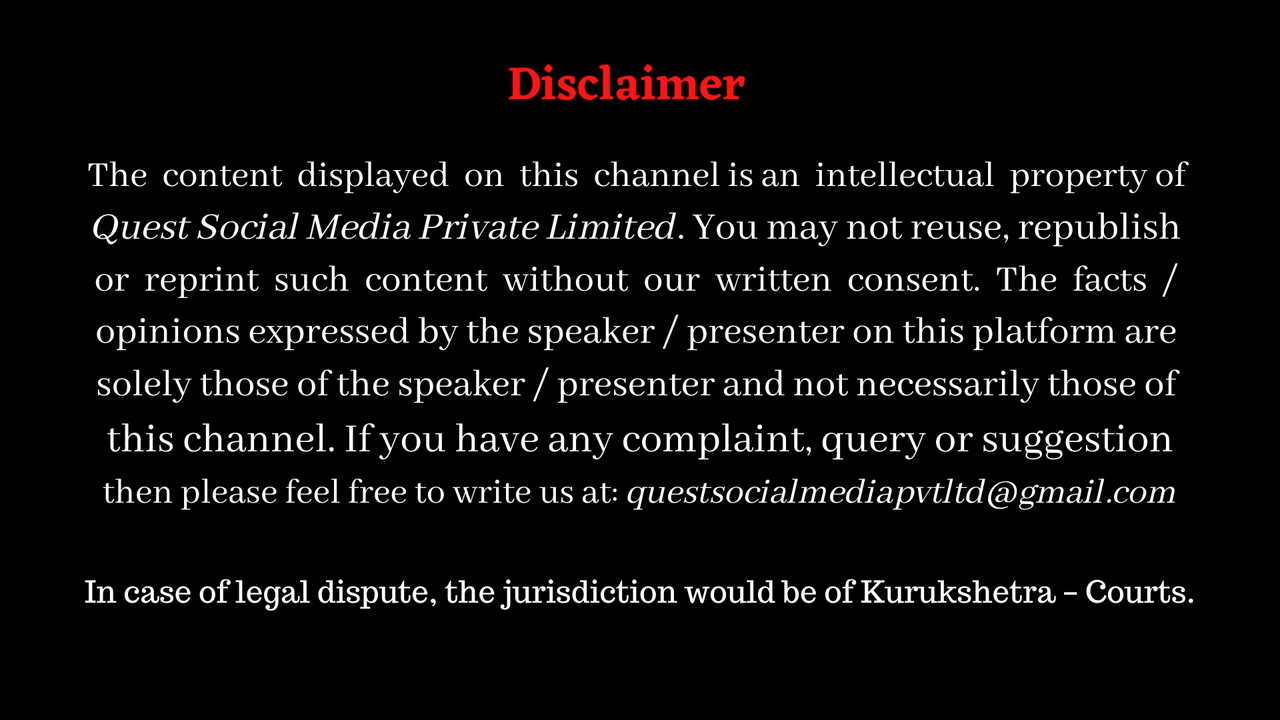 Disclaimer
The content displayed on this channel is an intellectual property of
Quest Social Media Private Limited. You may not reuse, republish
or reprint such content without our written consent. The facts /
opinions expressed by the speaker / presenter on this platform are
solely those of the speaker / presenter and not necessarily those of
this channel. If you have any complaint, query or suggestion
then please feel free to write us at: questsocialmediapvtltd@gmail.com
In case of legal dispute, the jurisdiction would be of Kurukshetra - Courts.